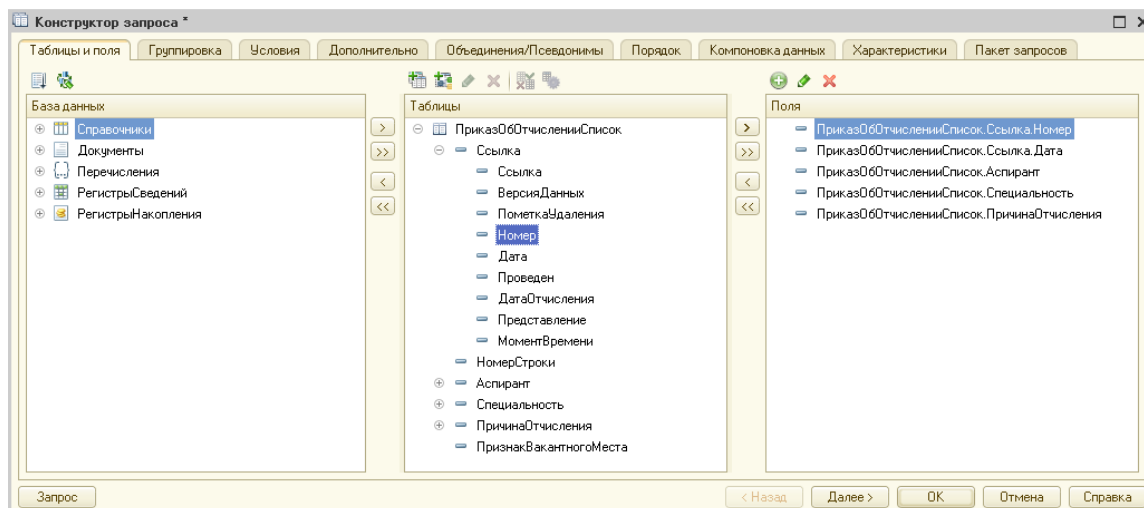 Конструктор запроса *
Таблицы и поля Группировка Условия Дополнительно Объединения/Псевдонимы Порядок Компоновка данных Характеристики Пакет запросов
База данных
Справочники
Документы
Перечисления
РегистрыСведений
РегистрыНакопления
>
>>
<
<<
Таблицы
ПриказОбОтчисленииСписок
Ссылка
Ссылка
ВерсияДанных
ПометкаУдаления
Номер
Дата
Проведен
ДатаОтчисления
Представление
МоментВремени
НомерСтроки
Аспирант
Специальность
ПричинаОтчисления
ПризнакВакантногоМеста
>
>>
<
<<
Поля
ПриказОбОтчисленииСписок.Ссылка.Номер
ПриказОбОтчисленииСписок.Ссылка.Дата
ПриказОбОтчисленииСписок.Аспирант
ПриказОбОтчисленииСписок.Специальность
ПриказОбОтчисленииСписок.ПричинаОтчисления
Запрос < Назад Далее > OK Отмена Справка